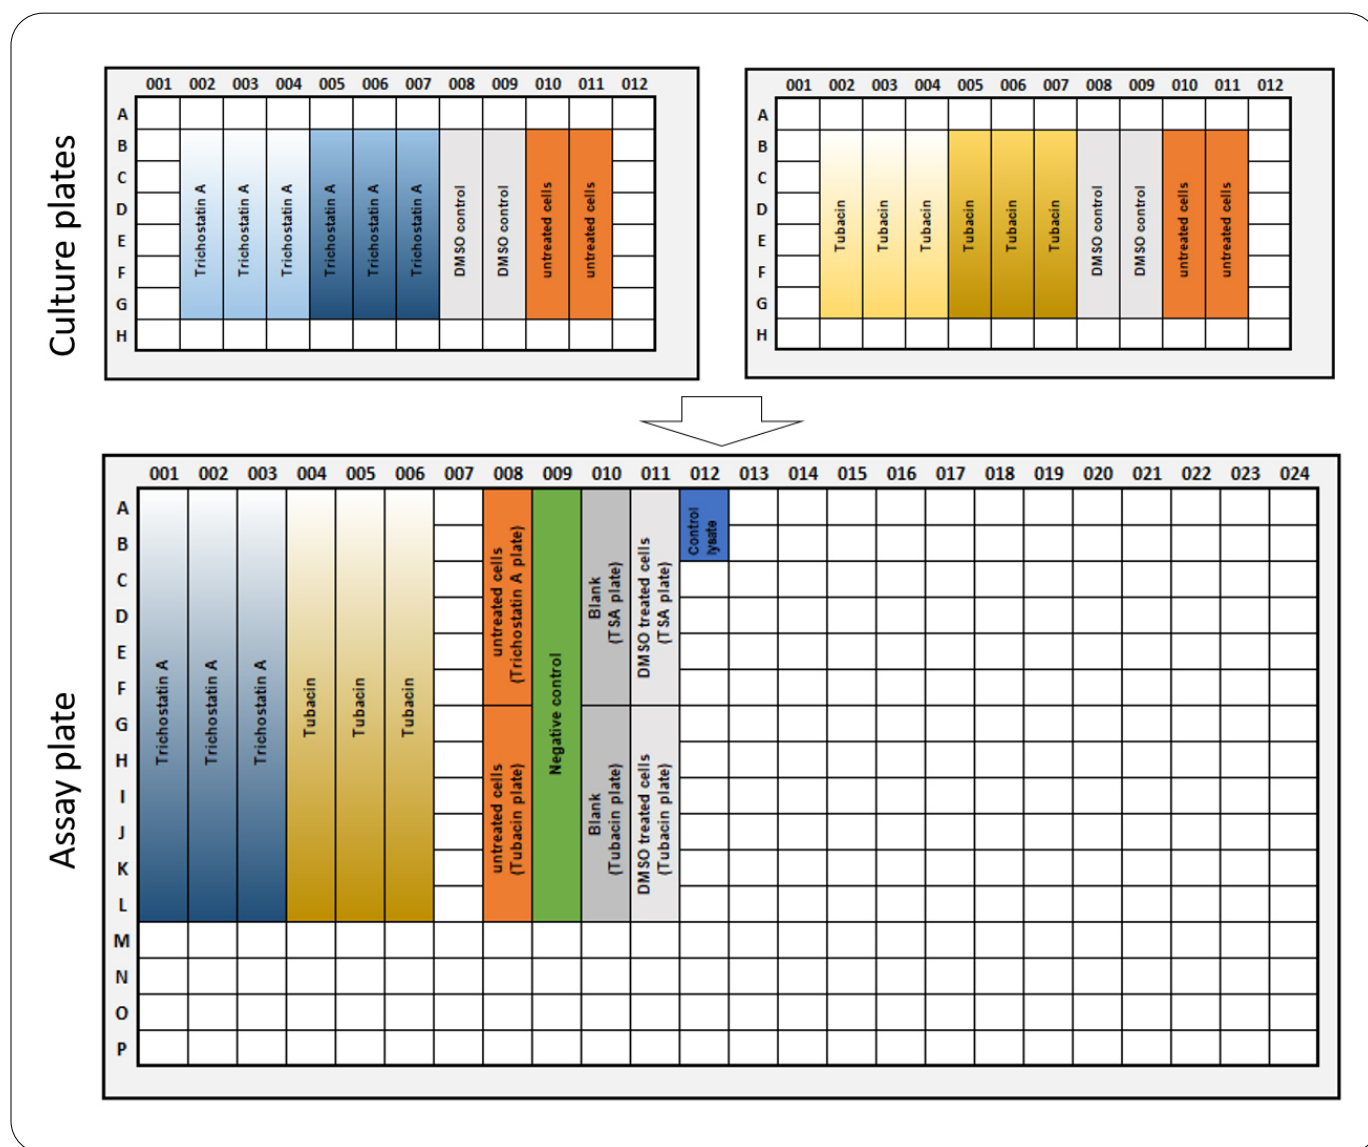 Culture plates
001 002 003 004 005 006 007 008 009 010 011 012
A
B
C
D
E
F
G
H
Trichostatin A
Trichostatin A
Trichostatin A
Trichostatin A
Trichostatin A
Trichostatin A
DMSO control
DMSO control
untreated cells
untreated cells
001 002 003 004 005 006 007 008 009 010 011 012
A
B
C
D
E
F
G
H
Tubacin
Tubacin
Tubacin
Tubacin
Tubacin
Tubacin
DMSO control
DMSO control
untreated cells
untreated cells
Assay plate
001 002 003 004 005 006 007 008 009 010 011 012 013 014 015 016 017 018 019 020 021 022 023 024
A
B
C
D
E
F
G
H
I
J
K
L
M
N
O
P
Trichostatin A
Trichostatin A
Trichostatin A
Tubacin
Tubacin
Tubacin
untreated cells
(Trichostatin A plate)
untreated cells
(Tubacin plate)
Negative control
Blank
(TSA plate)
Blank
(Tubacin plate)
DMSO treated cells
(TSA plate)
DMSO treated cells
(Tubacin plate)
Control
lysate